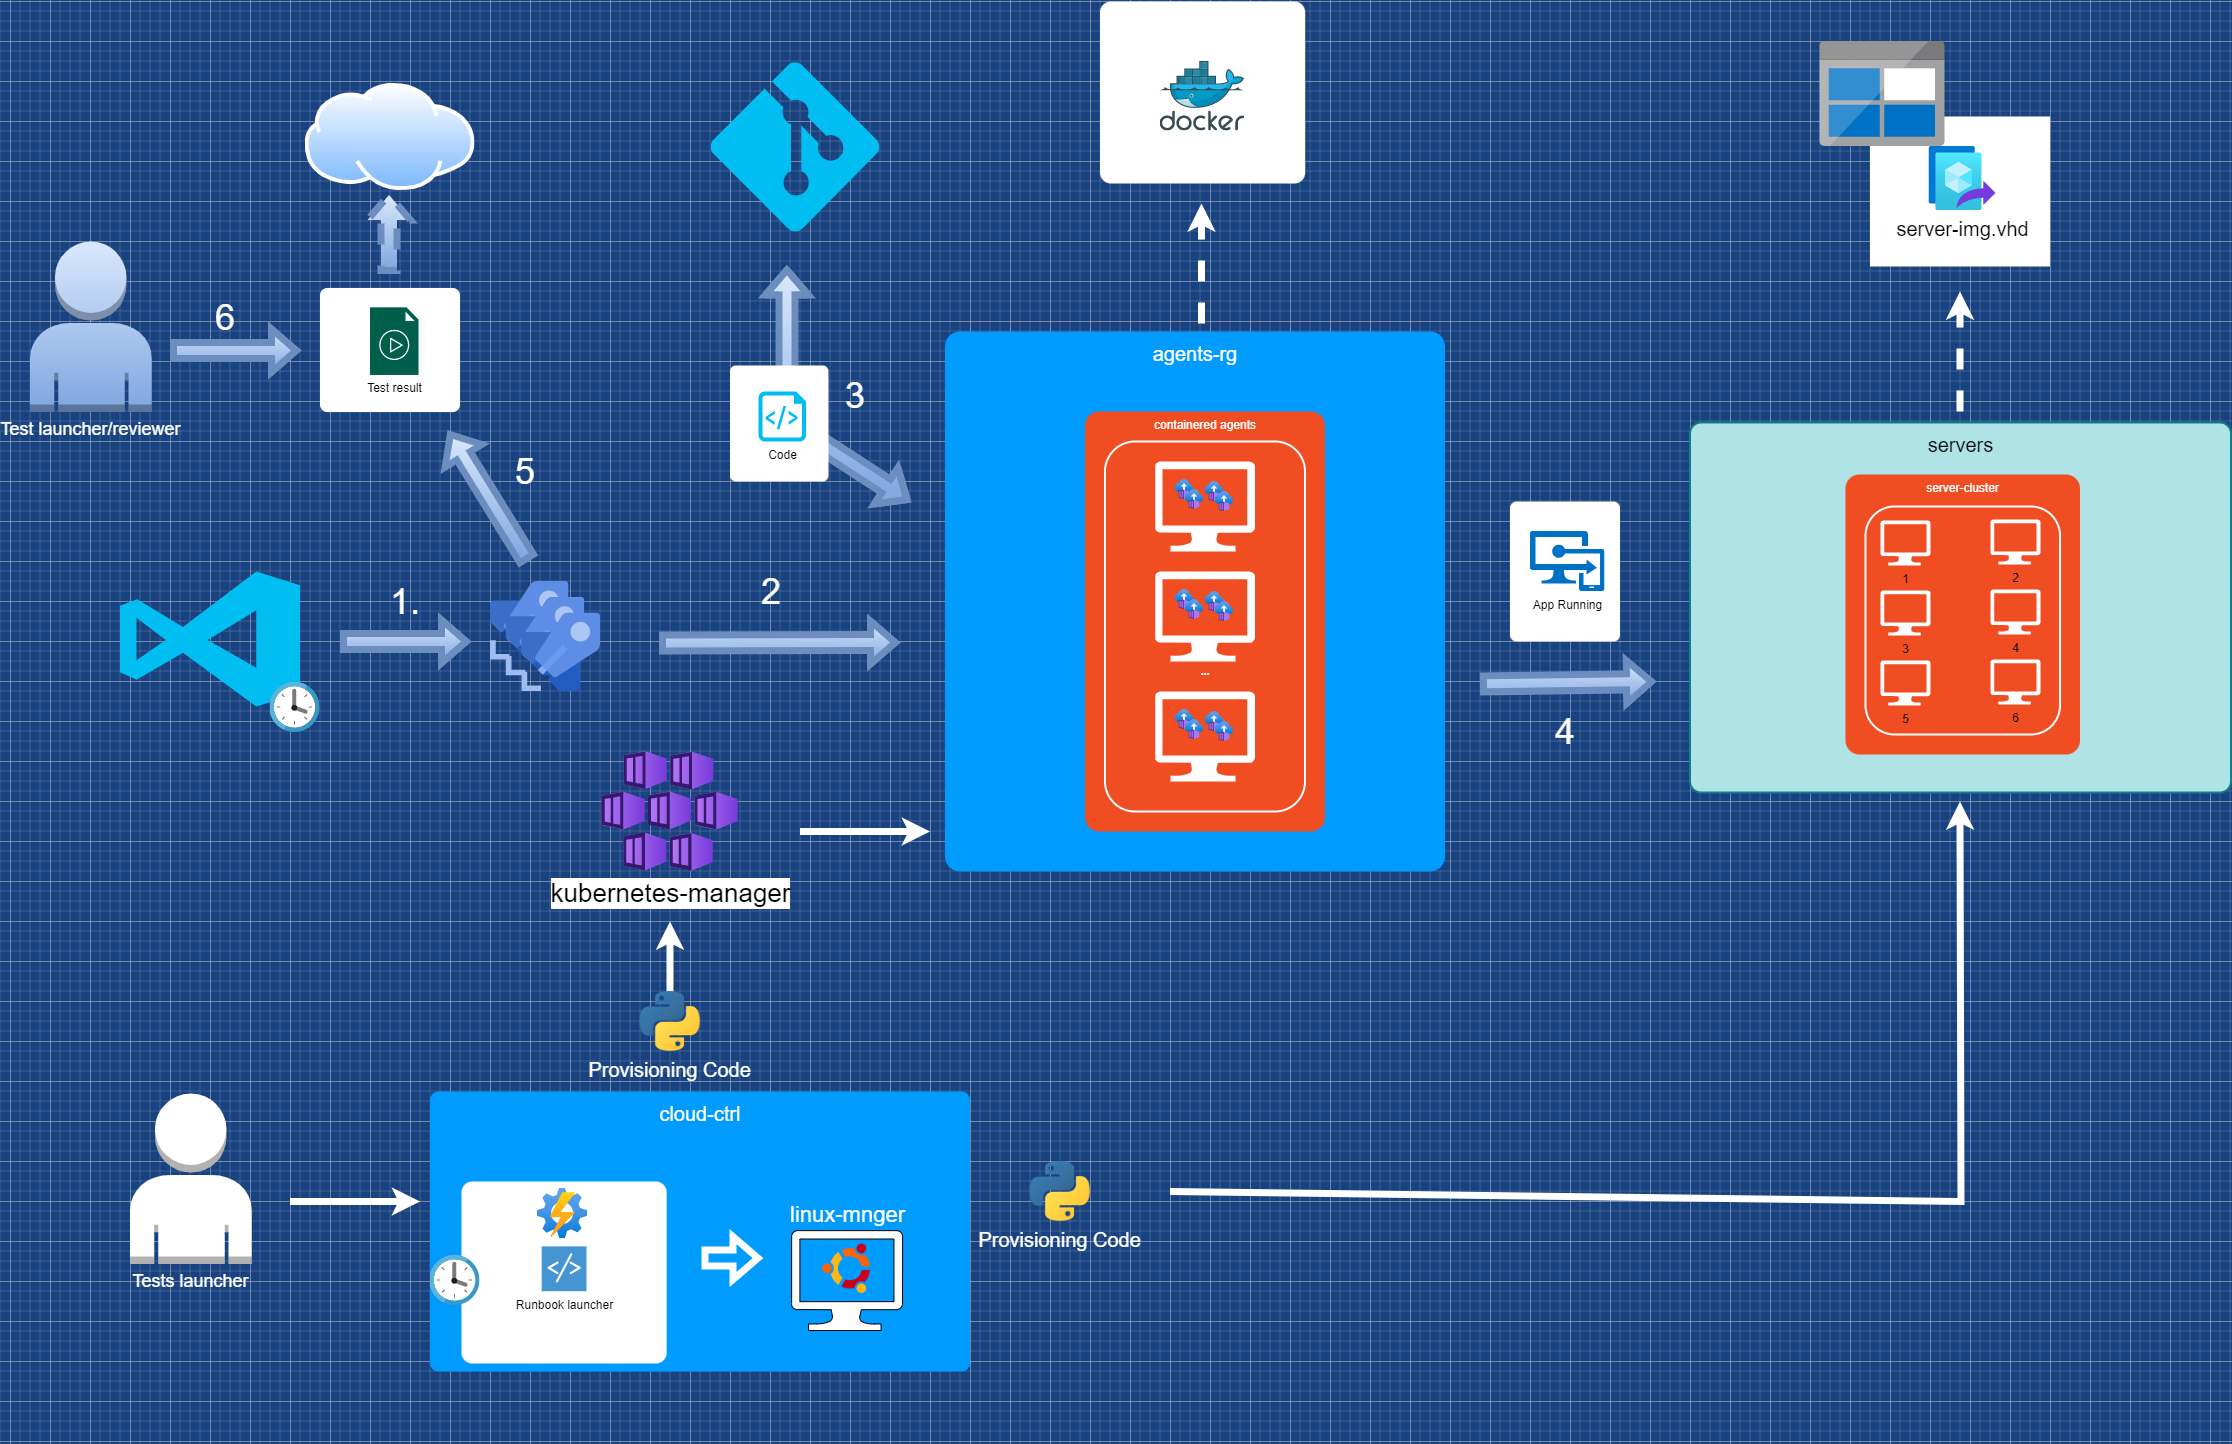 docker
server-img.vhd
6
Test result
Test launcher/reviewer
agents-rg
3
Code
containered agents
servers
server-cluster
5
1.
2
App Running
1
2
3
4
5
6
...
4
kubernetes-manager
Provisioning Code
cloud-ctrl
linux-mnger
Runbook launcher
Tests launcher
Provisioning Code